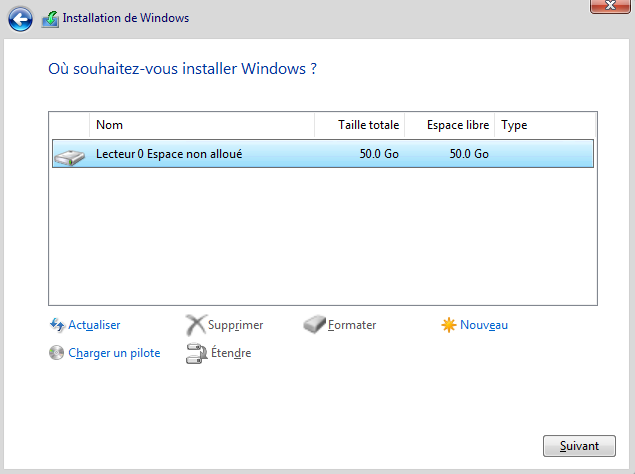 Installation de Windows
Où souhaitez-vous installer Windows ?
Nom Taille totale Espace libre Type
Lecteur 0 Espace non alloué 50.0 Go 50.0 Go
Actualiser Supprimer Formater Nouveau
Charger un pilote Étendre
Suivant